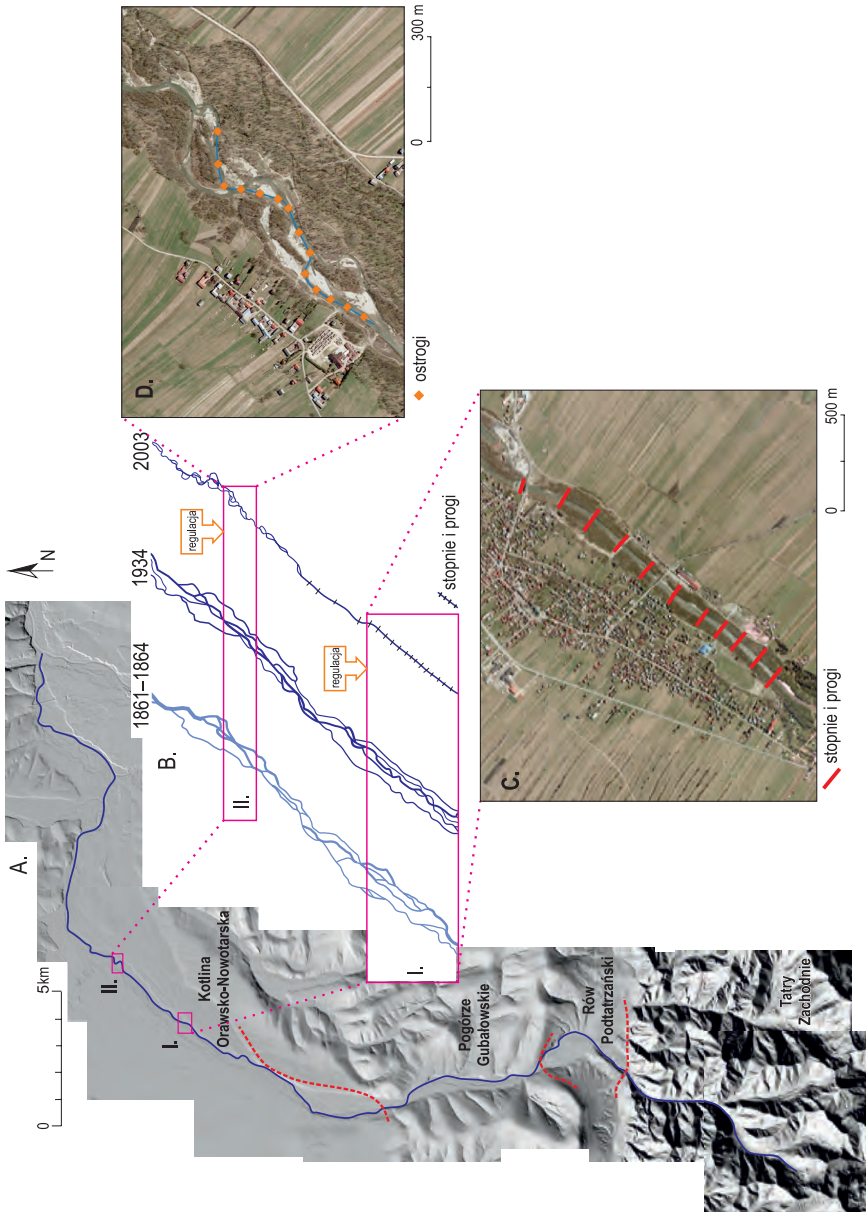 A.
N
0
5km
II.
I.
Kotlina
Orawsko-Nowotarska
Pogórze
Gubałowskie
Rów
Podtatrzański
Tatry
Zachodnie
B.
1861–1864
1934
2003
regulacja
II.
regulacja
I.
stopnie i progi
C.
stopnie i progi
0
500 m
D.
ostrogi
0
300 m